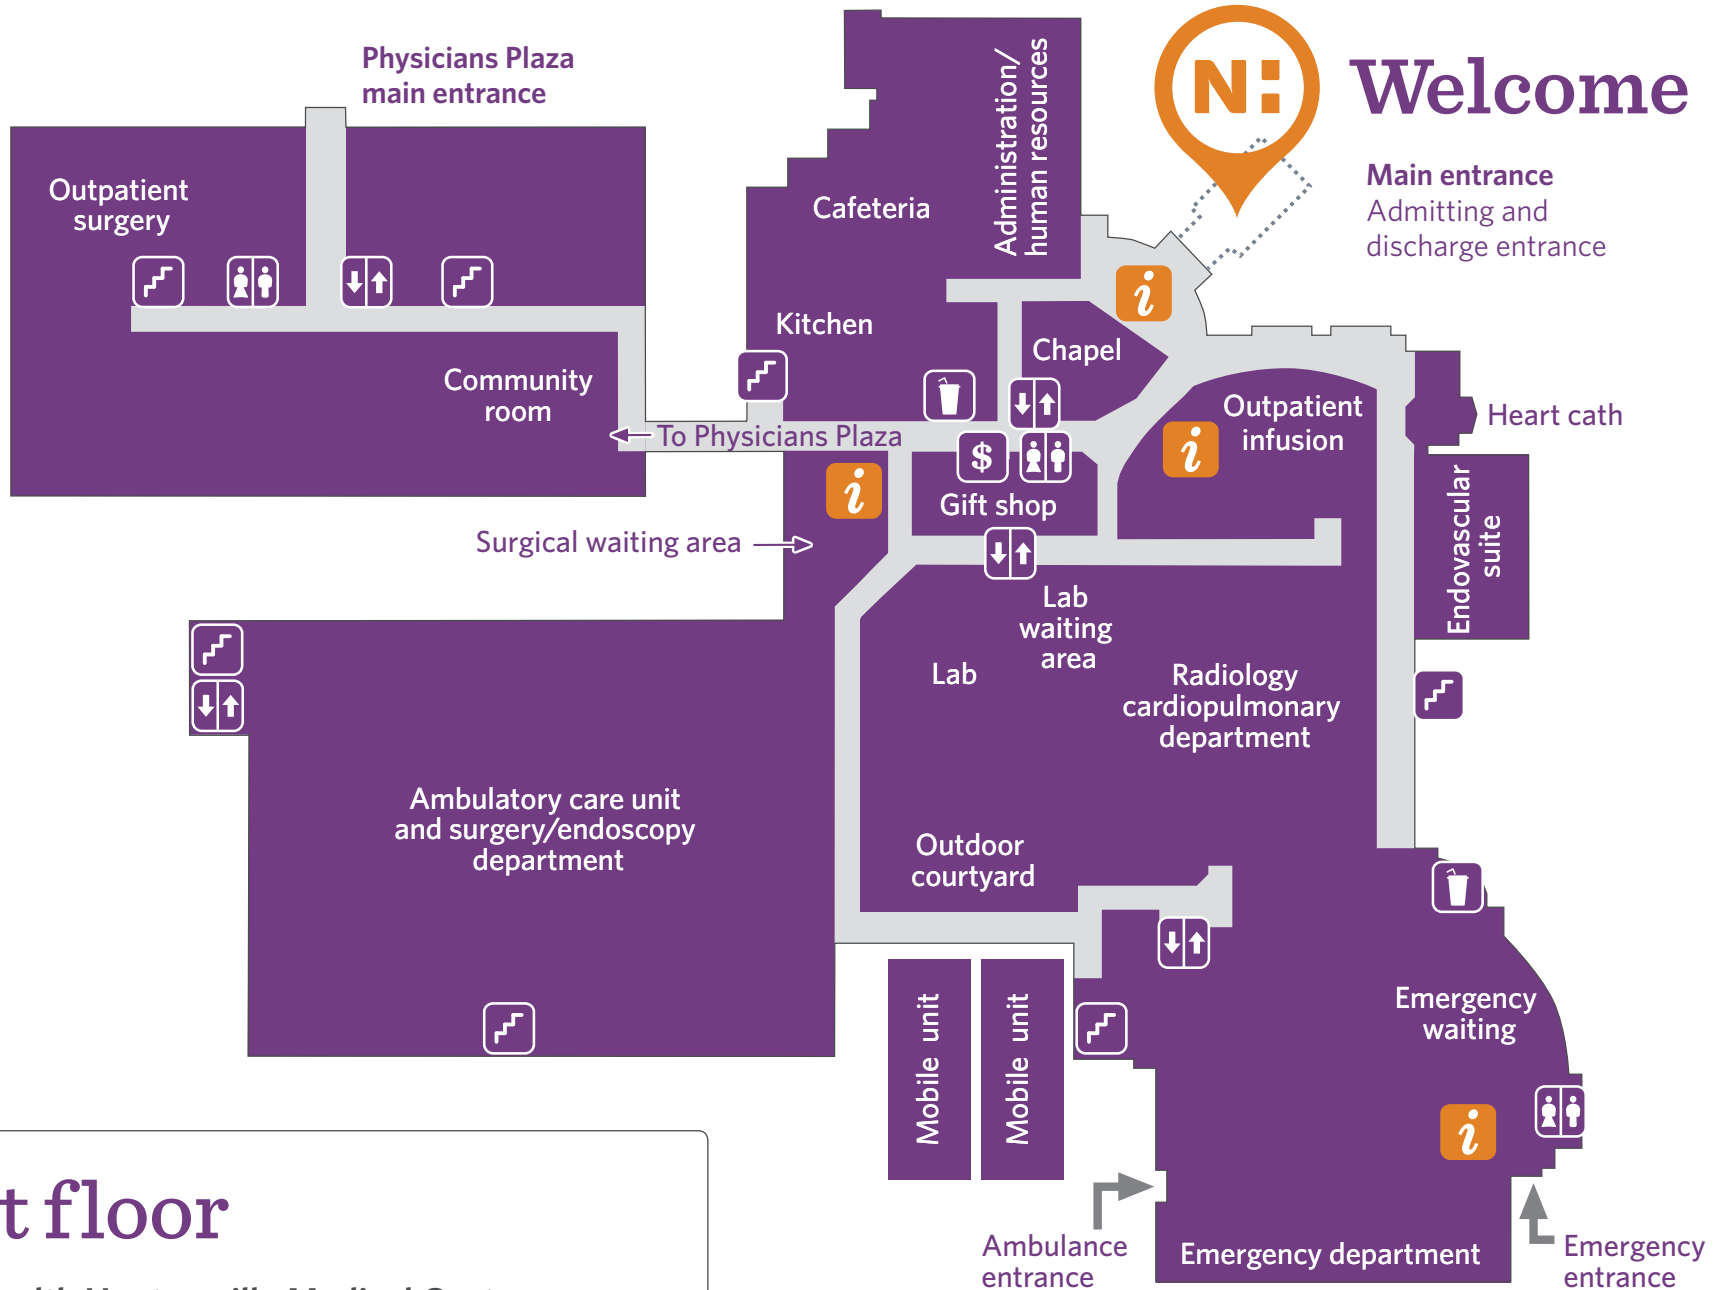 Physicians Plaza
main entrance
N:
Welcome
Main entrance
Admitting and
discharge entrance
Outpatient
surgery
Cafeteria
Administration/
human resources
Kitchen
Chapel
Community
room
To Physicians Plaza
Outpatient
infusion
Heart cath
$
Gift shop
Surgical waiting area
Endovascular
suite
Lab
waiting
area
Lab
Radiology
cardiopulmonary
department
Ambulatory care unit
and surgery/endoscopy
department
Outdoor
courtyard
Emergency
waiting
Mobile unit
Mobile unit
i
i
i
i
t floor
Ambulance
entrance
Emergency department
Emergency
entrance